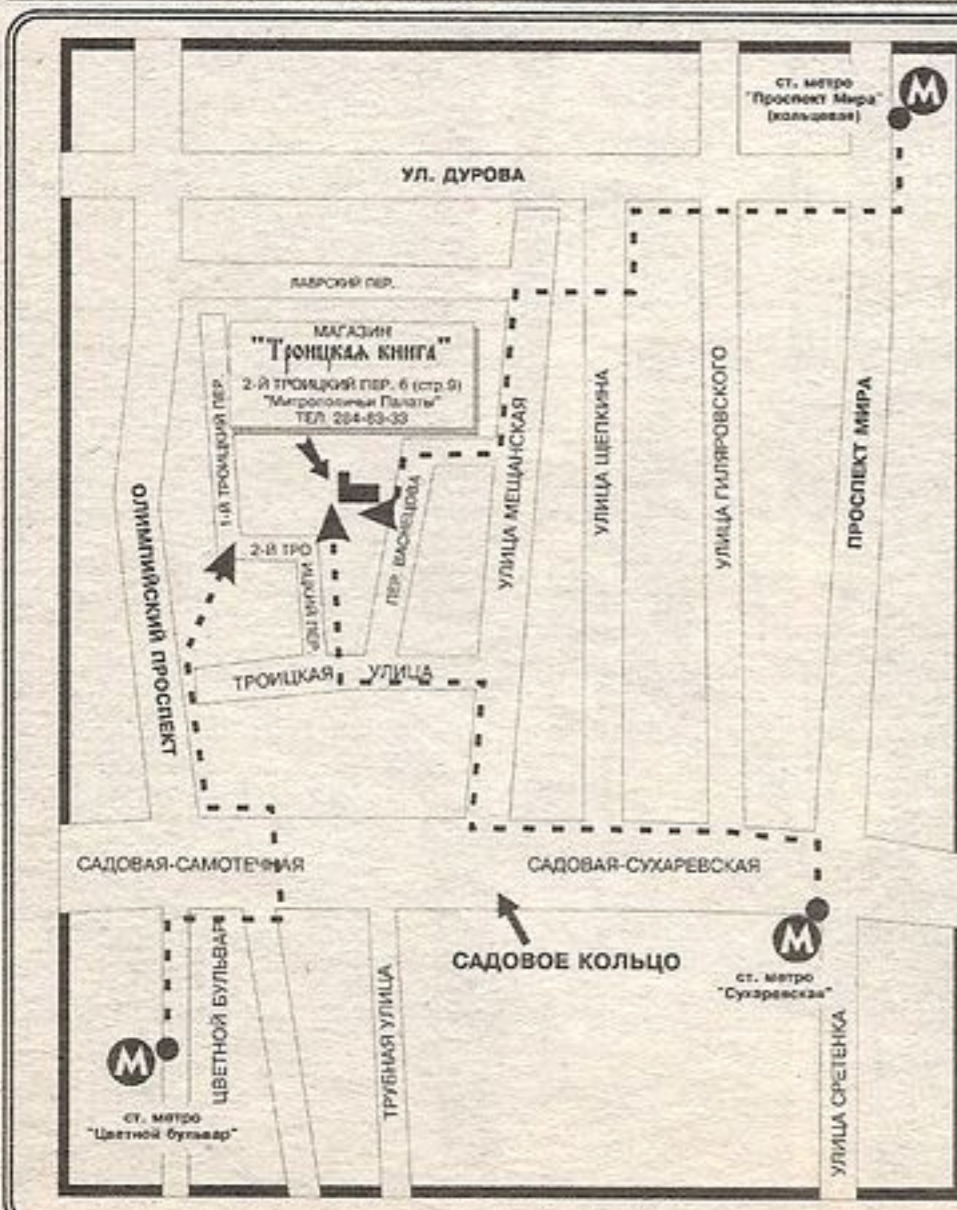 ст. метро
"Проспект Мира"
(кольцевая)
М
УЛ. ДУРОВА
ЛАВРСКИЙ ПЕР.
МАГАЗИН
"Троицкая книга"
2-Й ТРОИЦКИЙ ПЕР. 6 (стр.9)
"Митрополичьи Палаты"
ТЕЛ. 284-83-33
1-Й ТРОИЦКИЙ ПЕР.
2-Й ТРО
ИЦКИЙ ПЕР.
ПЕР. ВАСНЕЦОВА
УЛИЦА МЕЩАНСКАЯ
УЛИЦА ЩЕПКИНА
УЛИЦА ГИЛЯРОВСКОГО
ПРОСПЕКТ МИРА
ОЛИМПИЙСКИЙ ПРОСПЕКТ
ТРОИЦКАЯ УЛИЦА
САДОВАЯ-САМОТЕЧНАЯ
САДОВАЯ-СУХАРЕВСКАЯ
САДОВОЕ КОЛЬЦО
М
ст. метро
"Сухаревская"
ЦВЕТНОЙ БУЛЬВАР
ТРУБНАЯ УЛИЦА
УЛИЦА СРЕТЕНКА
М
ст. метро
"Цветной бульвар"